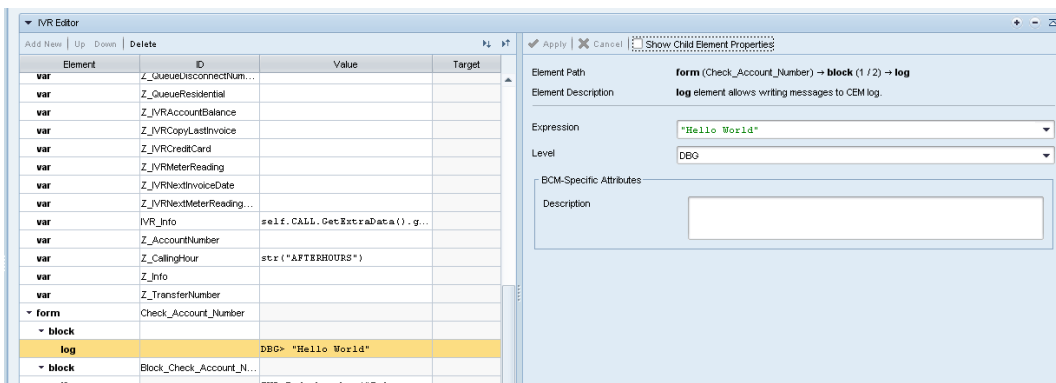 IVR Editor
Add New Up Down Delete
Element ID Value Target
var Z_QueueDisconnectNum...
var Z_QueueResidential
var Z_IVRAccountBalance
var Z_IVRCopyLastInvoice
var Z_IVRCreditCard
var Z_IVRMeterReading
var Z_IVRNextInvoiceDate
var Z_IVRNextMeterReading...
var IVR_Info self.CALL.GetExtraData().g...
var Z_AccountNumber
var Z_CallingHour str("AFTERHOURS")
var Z_Info
var Z_TransferNumber
form Check_Account_Number
block
log DBG> "Hello World"
block Block_Check_Account_N...
Apply Cancel Show Child Element Properties
Element Path form (Check_Account_Number) → block (1 / 2) → log
Element Description log element allows writing messages to CEM log.
Expression "Hello World"
Level DBG
BCM-Specific Attributes
Description